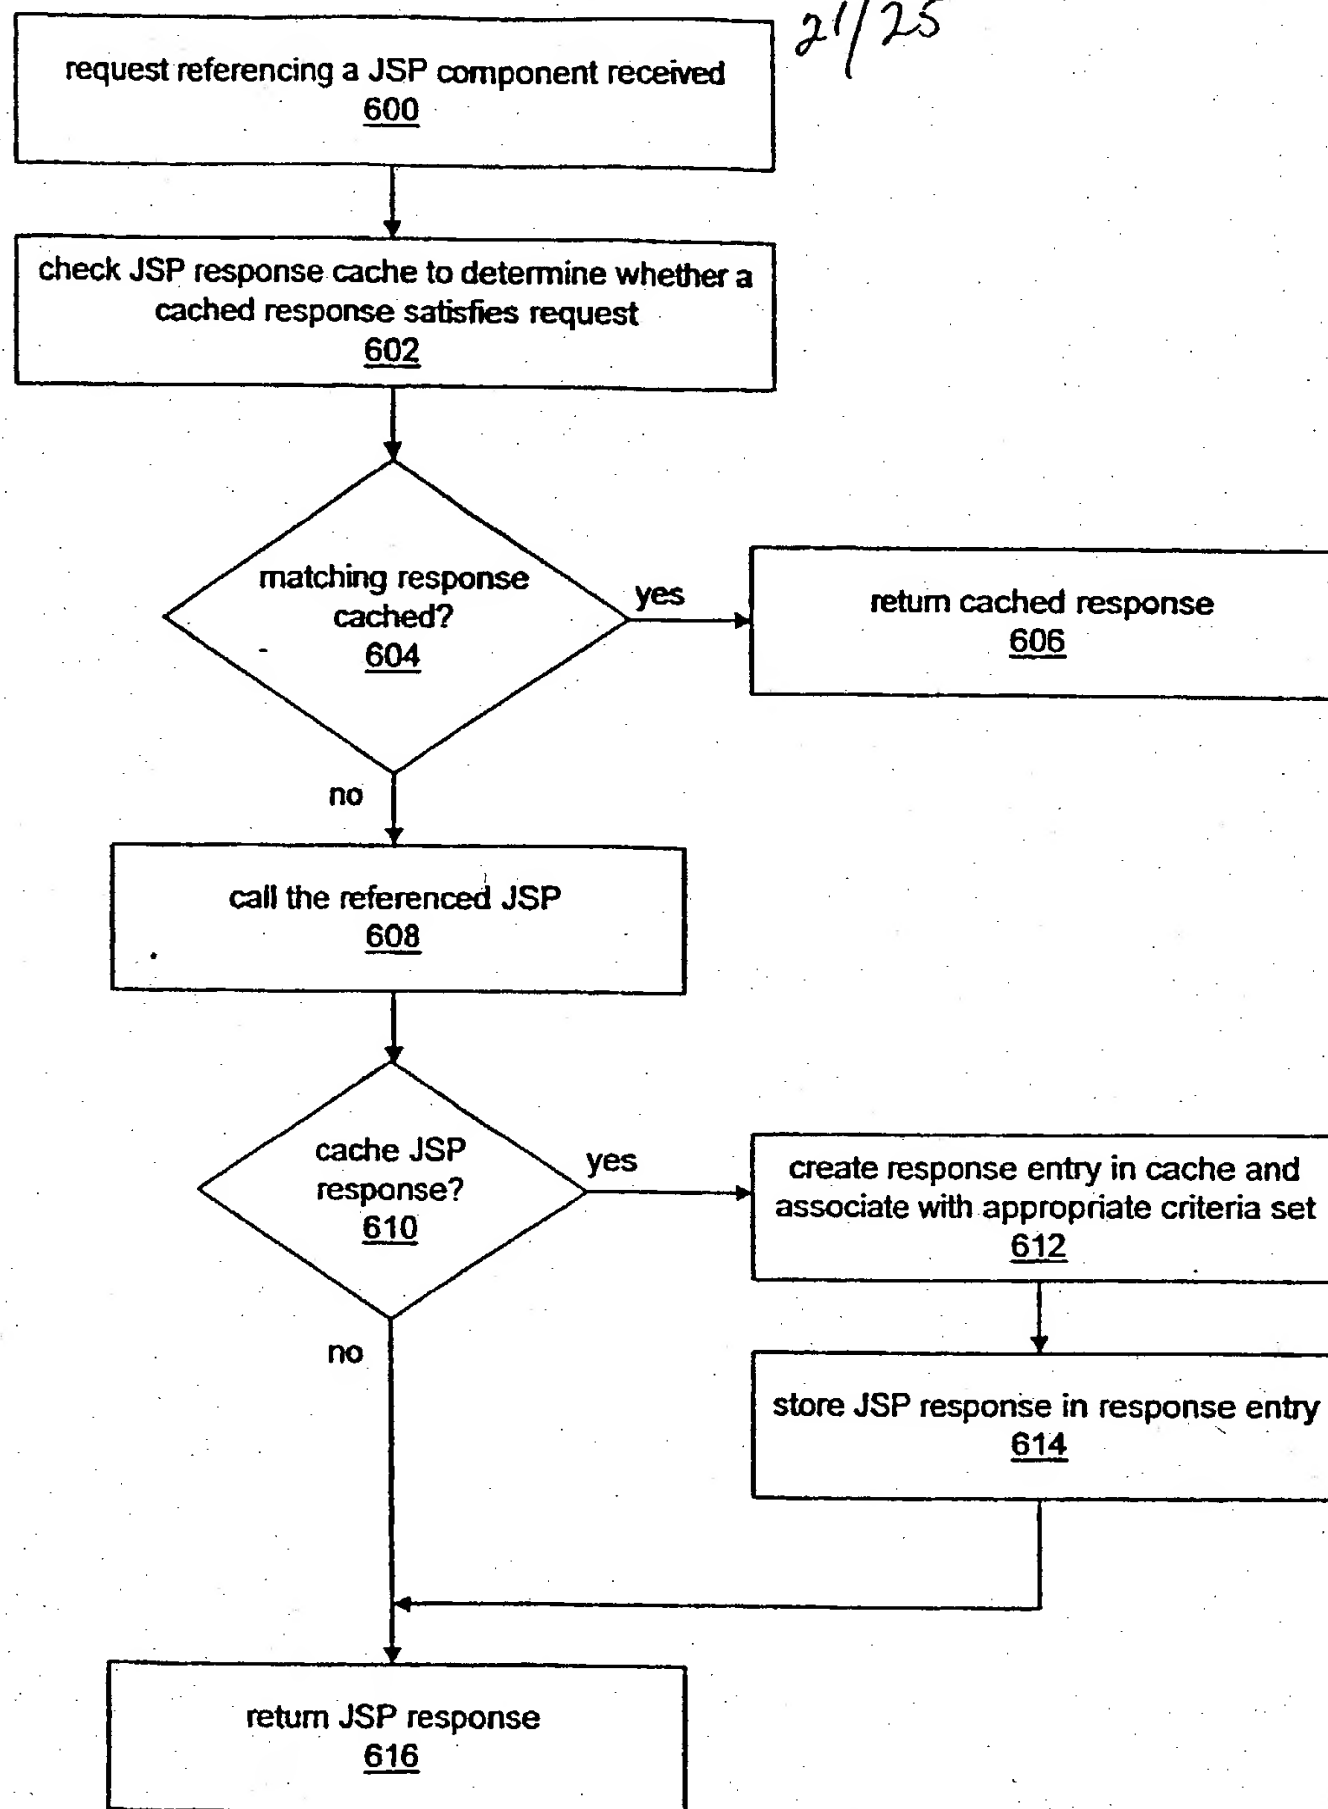 21/25
request referencing a JSP component received
600
check JSP response cache to determine whether a
cached response satisfies request
602
matching response
cached?
604
yes
return cached response
606
no
call the referenced JSP
608
cache JSP
response?
610
yes
create response entry in cache and
associate with appropriate criteria set
612
no
store JSP response in response entry
614
return JSP response
616